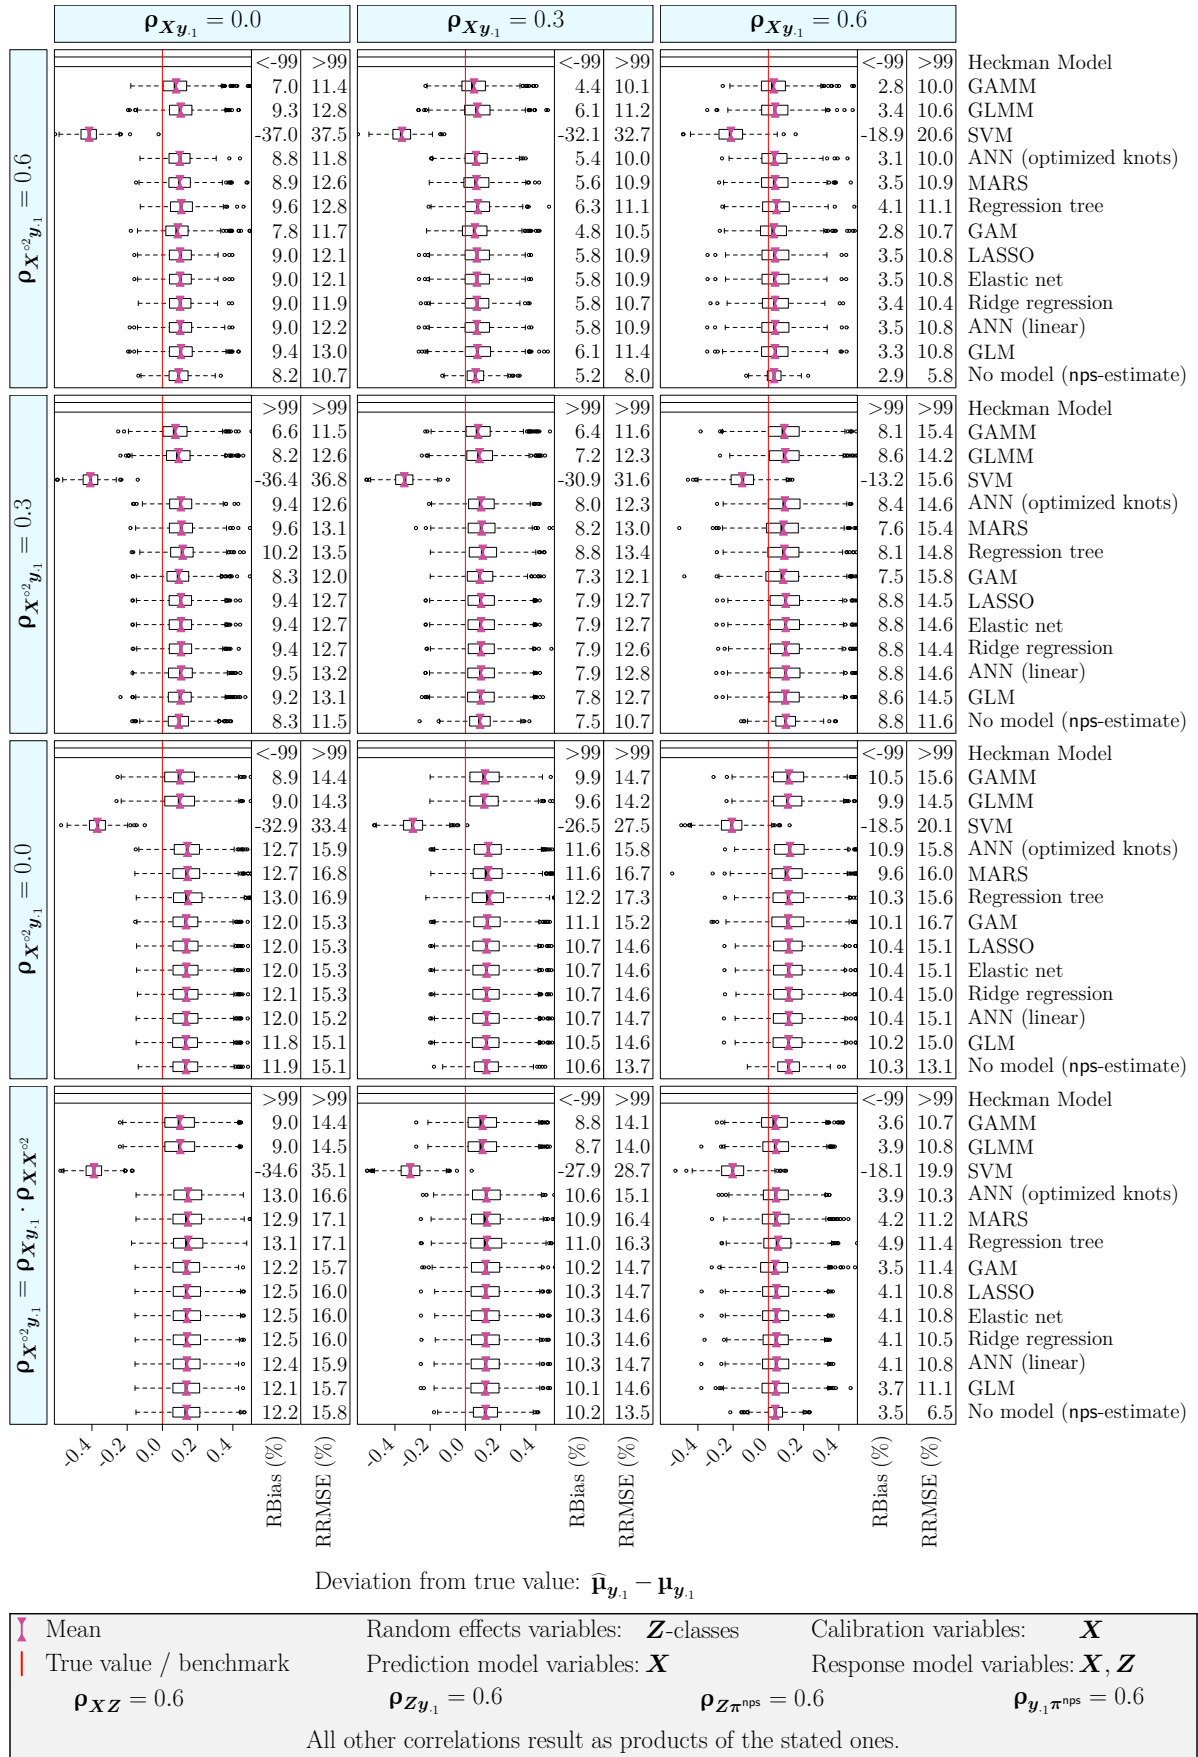 ρXy.1 = 0.0 ρXy.1 = 0.3 ρXy.1 = 0.6
ρX∘2y.1 = 0.6
<-99 >99 <-99 >99 <-99 >99 Heckman Model
7.0 11.4 4.4 10.1 2.8 10.0 GAMM
9.3 12.8 6.1 11.2 3.4 10.6 GLMM
-37.0 37.5 -32.1 32.7 -18.9 20.6 SVM
8.8 11.8 5.4 10.0 3.1 10.0 ANN (optimized knots)
8.9 12.6 5.6 10.9 3.5 10.9 MARS
9.6 12.8 6.3 11.1 4.1 11.1 Regression tree
7.8 11.7 4.8 10.5 2.8 10.7 GAM
9.0 12.1 5.8 10.9 3.5 10.8 LASSO
9.0 12.1 5.8 10.9 3.5 10.8 Elastic net
9.0 11.9 5.8 10.7 3.4 10.4 Ridge regression
9.0 12.2 5.8 10.9 3.5 10.8 ANN (linear)
9.4 13.0 6.1 11.4 3.3 10.8 GLM
8.2 10.7 5.2 8.0 2.9 5.8 No model (nps-estimate)
ρX∘2y.1 = 0.3
>99 >99 >99 >99 >99 >99 Heckman Model
6.6 11.5 6.4 11.6 8.1 15.4 GAMM
8.2 12.6 7.2 12.3 8.6 14.2 GLMM
-36.4 36.8 -30.9 31.6 -13.2 15.6 SVM
9.4 12.6 8.0 12.3 8.4 14.6 ANN (optimized knots)
9.6 13.1 8.2 13.0 7.6 15.4 MARS
10.2 13.5 8.8 13.4 8.1 14.8 Regression tree
8.3 12.0 7.3 12.1 7.5 15.8 GAM
9.4 12.7 7.9 12.7 8.8 14.5 LASSO
9.4 12.7 7.9 12.7 8.8 14.6 Elastic net
9.4 12.7 7.9 12.6 8.8 14.4 Ridge regression
9.5 13.2 7.9 12.8 8.8 14.6 ANN (linear)
9.2 13.1 7.8 12.7 8.6 14.5 GLM
8.3 11.5 7.5 10.7 8.8 11.6 No model (nps-estimate)
ρX∘2y.1 = 0.0
<-99 >99 >99 >99 <-99 >99 Heckman Model
8.9 14.4 9.9 14.7 10.5 15.6 GAMM
9.0 14.3 9.6 14.2 9.9 14.5 GLMM
-32.9 33.4 -26.5 27.5 -18.5 20.1 SVM
12.7 15.9 11.6 15.8 10.9 15.8 ANN (optimized knots)
12.7 16.8 11.6 16.7 9.6 16.0 MARS
13.0 16.9 12.2 17.3 10.3 15.6 Regression tree
12.0 15.3 11.1 15.2 10.1 16.7 GAM
12.0 15.3 10.7 14.6 10.4 15.1 LASSO
12.0 15.3 10.7 14.6 10.4 15.1 Elastic net
12.1 15.3 10.7 14.6 10.4 15.0 Ridge regression
12.0 15.2 10.7 14.7 10.4 15.1 ANN (linear)
11.8 15.1 10.5 14.6 10.2 15.0 GLM
11.9 15.1 10.6 13.7 10.3 13.1 No model (nps-estimate)
ρX∘2y.1 = ρXy.1 · ρXX∘2
>99 >99 <-99 >99 <-99 >99 Heckman Model
9.0 14.4 8.8 14.1 3.6 10.7 GAMM
9.0 14.5 8.7 14.0 3.9 10.8 GLMM
-34.6 35.1 -27.9 28.7 -18.1 19.9 SVM
13.0 16.6 10.6 15.1 3.9 10.3 ANN (optimized knots)
12.9 17.1 10.9 16.4 4.2 11.2 MARS
13.1 17.1 11.0 16.3 4.9 11.4 Regression tree
12.2 15.7 10.2 14.7 3.5 11.4 GAM
12.5 16.0 10.3 14.7 4.1 10.8 LASSO
12.5 16.0 10.3 14.6 4.1 10.8 Elastic net
12.5 16.0 10.3 14.6 4.1 10.5 Ridge regression
12.4 15.9 10.3 14.7 4.1 10.8 ANN (linear)
12.1 15.7 10.1 14.6 3.7 11.1 GLM
12.2 15.8 10.2 13.5 3.5 6.5 No model (nps-estimate)
-0.4 -0.2 0.0 0.2 0.4 RBias (%) RRMSE (%) -0.4 -0.2 0.0 0.2 0.4 RBias (%) RRMSE (%) -0.4 -0.2 0.0 0.2 0.4 RBias (%) RRMSE (%)
Deviation from true value: μ̂y.1 − μy.1
Mean Random effects variables: Z-classes Calibration variables: X
True value / benchmark Prediction model variables: X Response model variables: X, Z
ρXZ = 0.6 ρZy.1 = 0.6 ρZπnps = 0.6 ρy.1πnps = 0.6
All other correlations result as products of the stated ones.